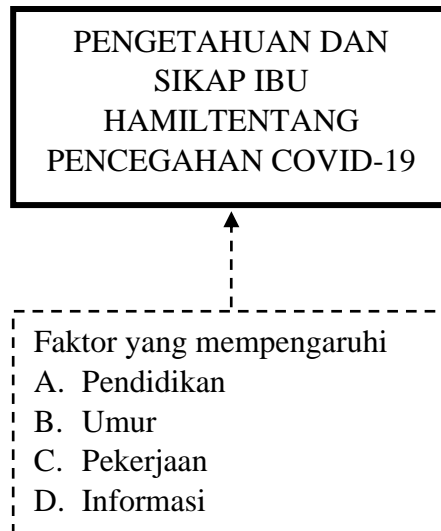 PENGETAHUAN DAN
SIKAP IBU
HAMILTENTANG
PENCEGAHAN COVID-19
Faktor yang mempengaruhi
A. Pendidikan
B. Umur
C. Pekerjaan
D. Informasi